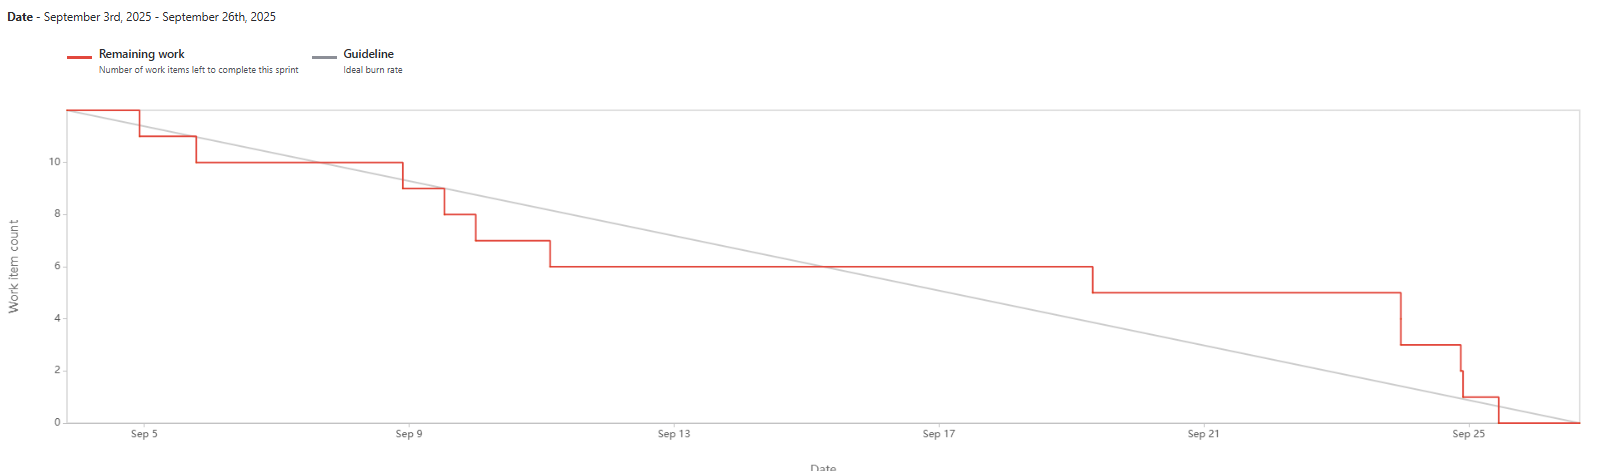 Date - September 3rd, 2025 - September 26th, 2025
Remaining work
Number of work items left to complete this sprint
Guideline
Ideal burn rate
Work item count
10
8
6
4
2
0
Sep 5
Sep 9
Sep 13
Sep 17
Sep 21
Sep 25
Date